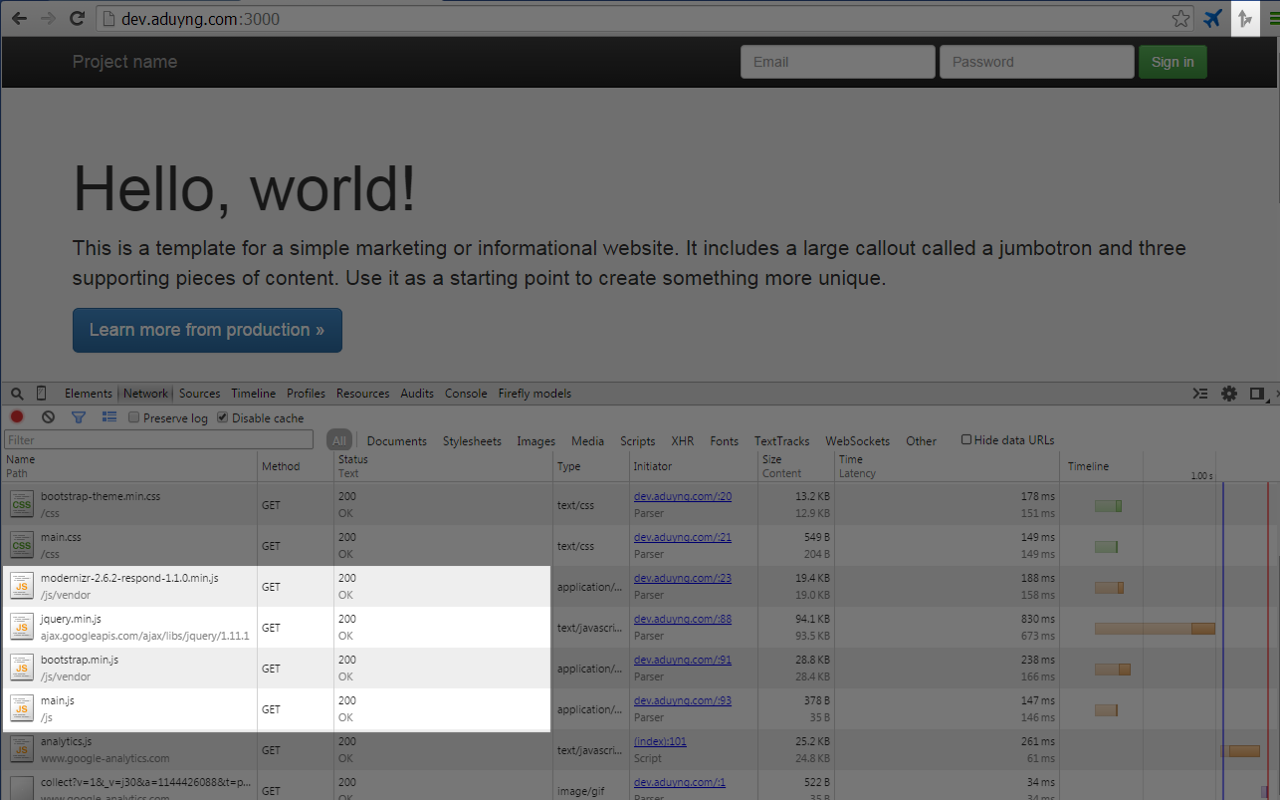 dev.aduyng.com:3000
Project name Email Password Sign in
Hello, world!
This is a template for a simple marketing or informational website. It includes a large callout called a jumbotron and three
supporting pieces of content. Use it as a starting point to create something more unique.
Learn more from production »
Elements Network Sources Timeline Profiles Resources Audits Console Firefly models
Preserve log Disable cache
Filter All Documents Stylesheets Images Media Scripts XHR Fonts TextTracks WebSockets Other Hide data URLs
Name Status Size Time
Method Type Initiator Timeline
Path Text Content Latency 1.00 s
bootstrap-theme.min.css 200 dev.aduyng.com/:20 13.2 KB 178 ms
GET text/css
/css OK Parser 12.9 KB 151 ms
main.css 200 dev.aduyng.com/:21 549 B 149 ms
CSS GET text/css
/css OK Parser 204 B 149 ms
modernizr-2.6.2-respond-1.1.0.min.js 200 dev.aduyng.com/:23 19.4 KB 188 ms
JS GET application/...
/js/vendor OK Parser 19.0 KB 158 ms
jquery.min.js 200 dev.aduyng.com/:88 94.1 KB 830 ms
JS GET text/javascri...
ajax.googleapis.com/ajax/libs/jquery/1.11.1 OK Parser 93.5 KB 673 ms
bootstrap.min.js 200 dev.aduyng.com/:91 28.8 KB 238 ms
JS GET application/...
/js/vendor OK Parser 28.4 KB 166 ms
main.js 200 dev.aduyng.com/:93 378 B 147 ms
JS GET application/...
/js OK Parser 35 B 146 ms
analytics.js 200 (index):101 25.2 KB 261 ms
JS GET text/javascri...
www.google-analytics.com OK Script 24.8 KB 61 ms
collect?v=1&_v=j30&a=1144426088&t=p... 200 dev.aduyng.com/:1 522 B 34 ms
GET image/gif
www.google-analytics.com OK Parser 35 B 34 ms